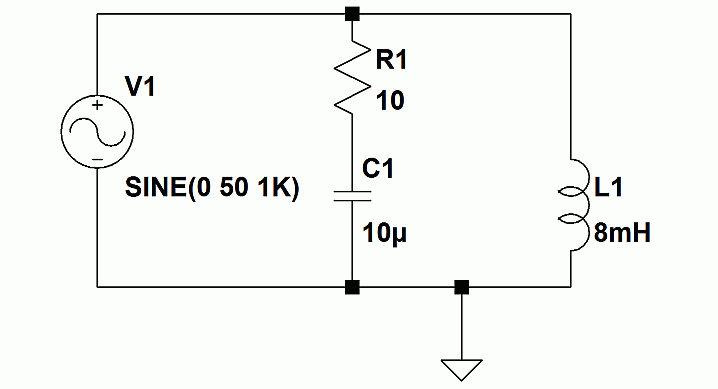 V1
+
−
SINE(0 50 1K)
R1
10
C1
10µ
L1
8mH